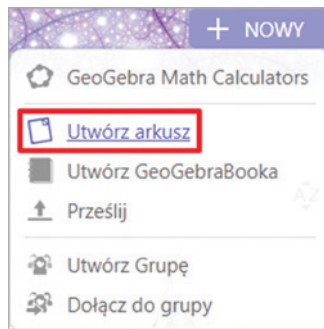 + NOWY
GeoGebra Math Calculators
Utwórz arkusz
Utwórz GeoGebraBooka
Prześlij
Utwórz Grupę
Dołącz do grupy